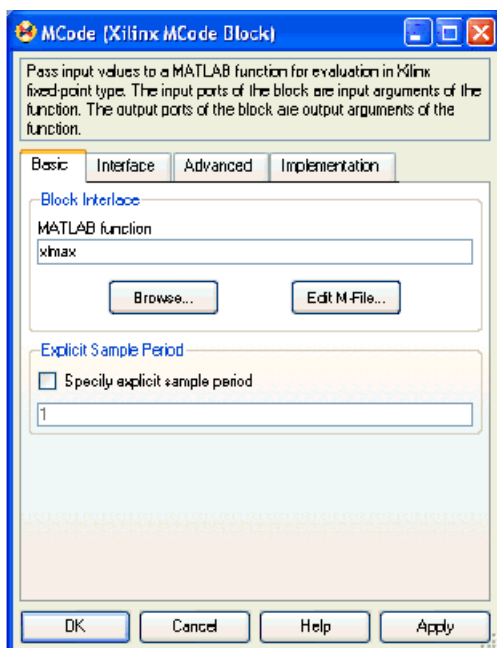 MCode (Xilinx MCode Block)
Pass input values to a MATLAB function for evaluation in Xilinx
fixed-point type. The input ports of the block are input arguments of the
function. The output ports of the block are output arguments of the
function.
Basic Interface Advanced Implementation
Block Interface
MATLAB function
xlmax
Browse... Edit M-File...
Explicit Sample Period
Specify explicit sample period
1
OK Cancel Help Apply